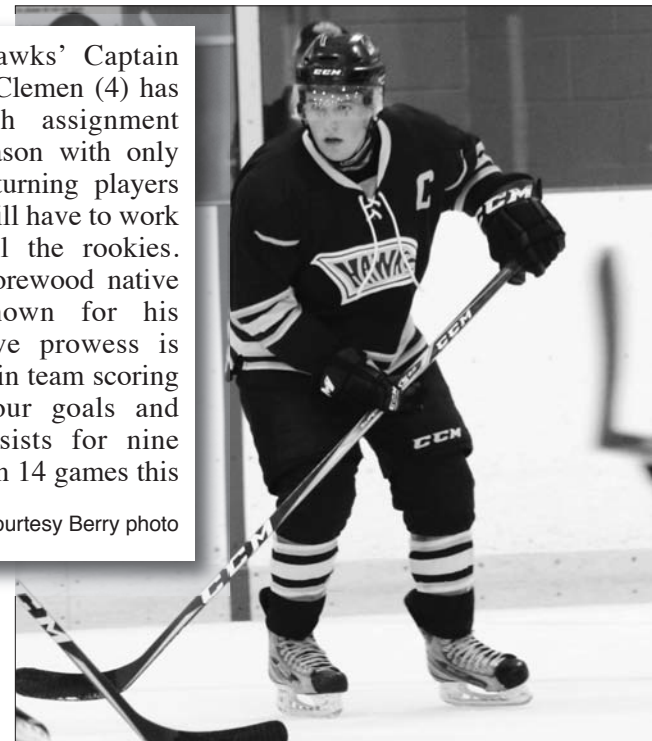 awks' Captain
Clemen (4) has
h assignment
ason with only
turning players
ill have to work
l the rookies.
orewood native
own for his
ve prowess is
in team scoring
our goals and
sists for nine
n 14 games this
ourtesy Berry photo
CCM
C
CCM
HAWKS
CCM
CCM
CCM
CCM